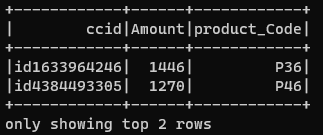 +------------+------+------------+
|        ccid|Amount|product_Code|
+------------+------+------------+
|id1633964246|  1446|         P36|
|id4384493305|  1270|         P46|
+------------+------+------------+
only showing top 2 rows